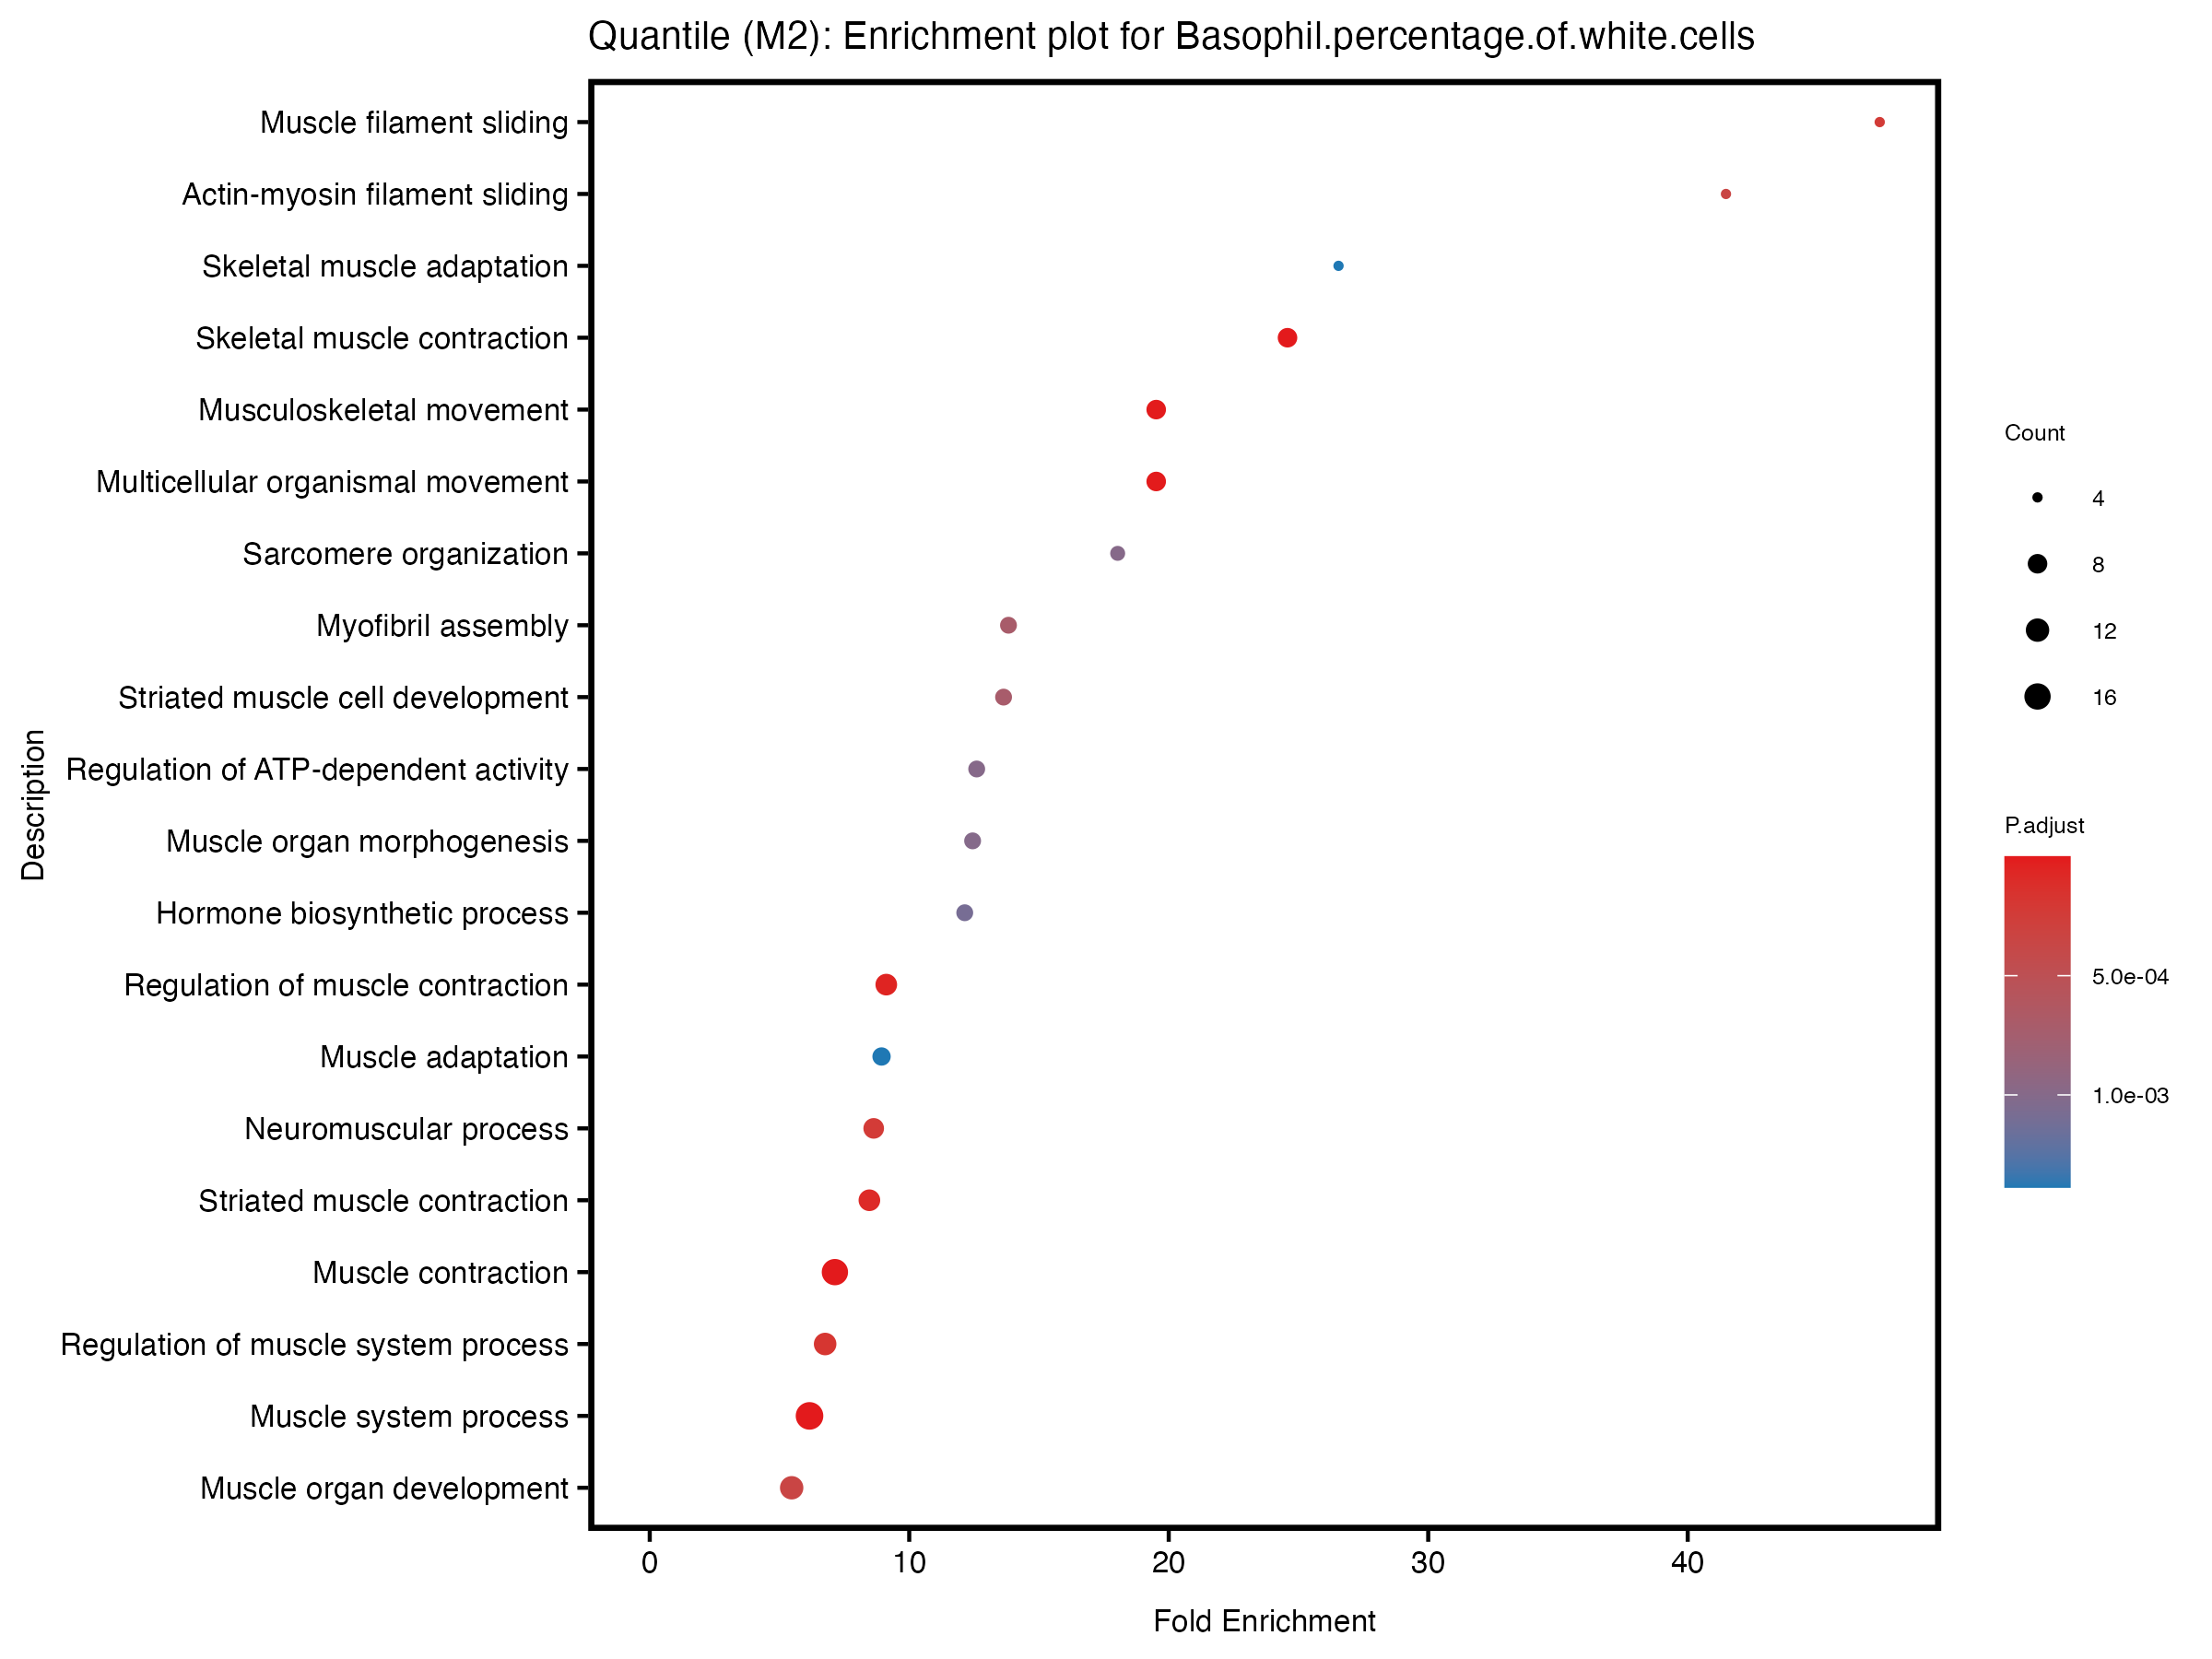 Quantile (M2): Enrichment plot for Basophil.percentage.of.white.cells
Description
Muscle filament sliding
Actin-myosin filament sliding
Skeletal muscle adaptation
Skeletal muscle contraction
Musculoskeletal movement
Multicellular organismal movement
Sarcomere organization
Myofibril assembly
Striated muscle cell development
Regulation of ATP-dependent activity
Muscle organ morphogenesis
Hormone biosynthetic process
Regulation of muscle contraction
Muscle adaptation
Neuromuscular process
Striated muscle contraction
Muscle contraction
Regulation of muscle system process
Muscle system process
Muscle organ development
0 10 20 30 40
Fold Enrichment
Count
4
8
12
16
P.adjust
5.0e-04
1.0e-03